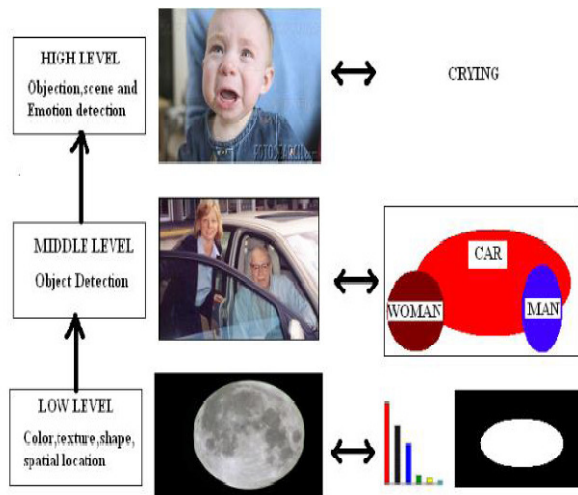 HIGH LEVEL
Objection,scene and
Emotion detection
CRYING
FOTOSEARCH
MIDDLE LEVEL
Object Detection
CAR
WOMAN
MAN
LOW LEVEL
Color,texture,shape,
spatial location